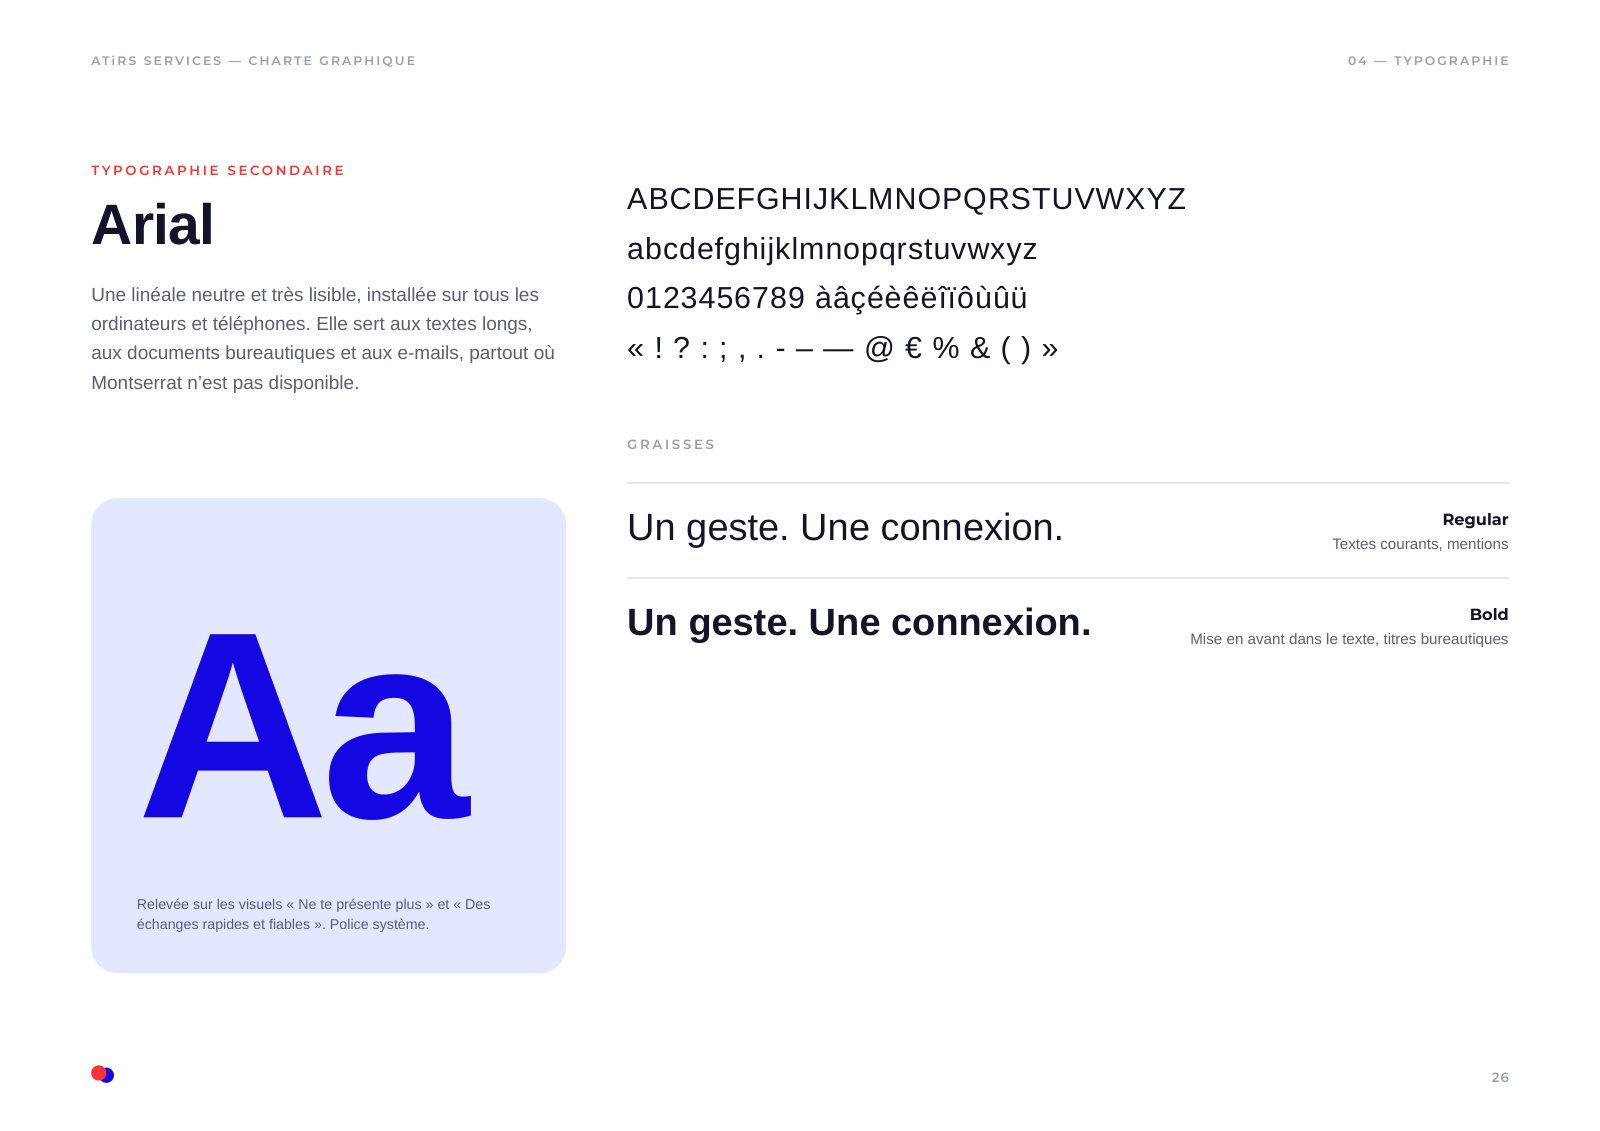 ATiRS SERVICES — CHARTE GRAPHIQUE
04 — TYPOGRAPHIE
TYPOGRAPHIE SECONDAIRE
Arial
Une linéale neutre et très lisible, installée sur tous les
ordinateurs et téléphones. Elle sert aux textes longs,
aux documents bureautiques et aux e-mails, partout où
Montserrat n’est pas disponible.
Aa
Relevée sur les visuels « Ne te présente plus » et « Des
échanges rapides et fiables ». Police système.
ABCDEFGHIJKLMNOPQRSTUVWXYZ
abcdefghijklmnopqrstuvwxyz
0123456789 àâçéèêëîïôùûü
« ! ? : ; , . - – — @ € % & ( ) »
GRAISSES
Un geste. Une connexion.
Regular
Textes courants, mentions
Un geste. Une connexion.
Bold
Mise en avant dans le texte, titres bureautiques
26